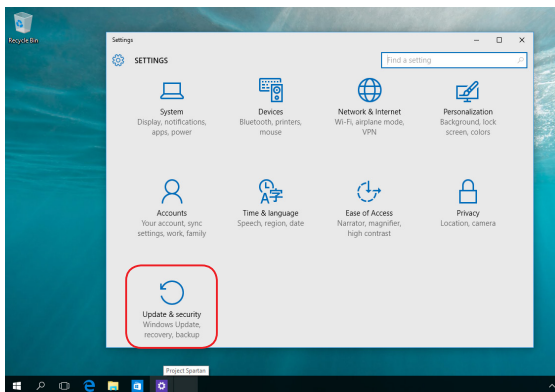 Recycle Bin
Settings
SETTINGS
Find a setting
System
Display, notifications,
apps, power
Devices
Bluetooth, printers,
mouse
Network & Internet
Wi-Fi, airplane mode,
VPN
Personalization
Background, lock
screen, colors
Accounts
Your account, sync
settings, work, family
Time & language
Speech, region, date
Ease of Access
Narrator, magnifier,
high contrast
Privacy
Location, camera
Update & security
Windows Update,
recovery, backup
Project Spartan